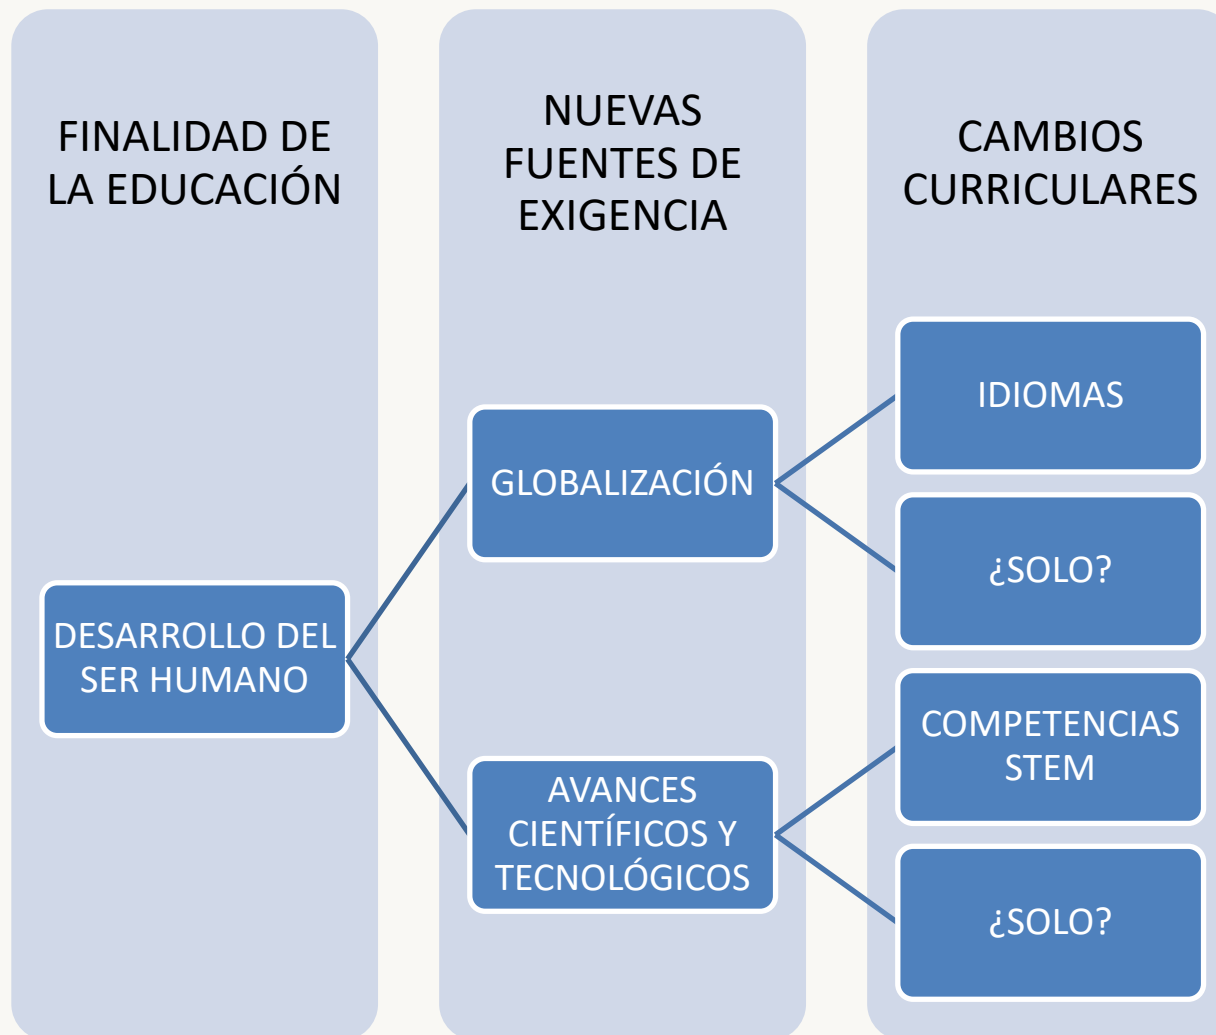 FINALIDAD DE
LA EDUCACIÓN
NUEVAS
FUENTES DE
EXIGENCIA
CAMBIOS
CURRICULARES
DESARROLLO DEL
SER HUMANO
GLOBALIZACIÓN
AVANCES
CIENTÍFICOS Y
TECNOLÓGICOS
IDIOMAS
¿SOLO?
COMPETENCIAS
STEM
¿SOLO?